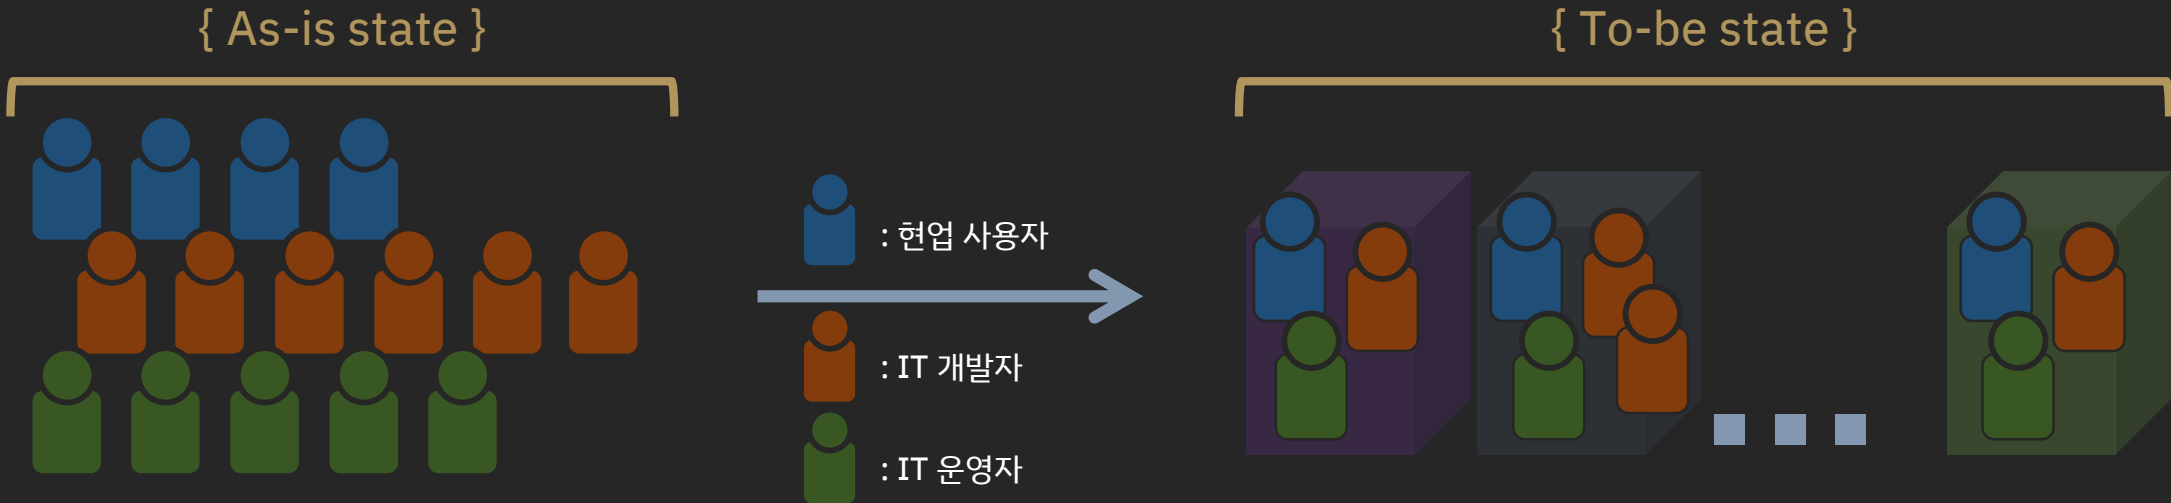 { As-is state }
{ To-be state }
: 현업 사용자
: IT 개발자
: IT 운영자